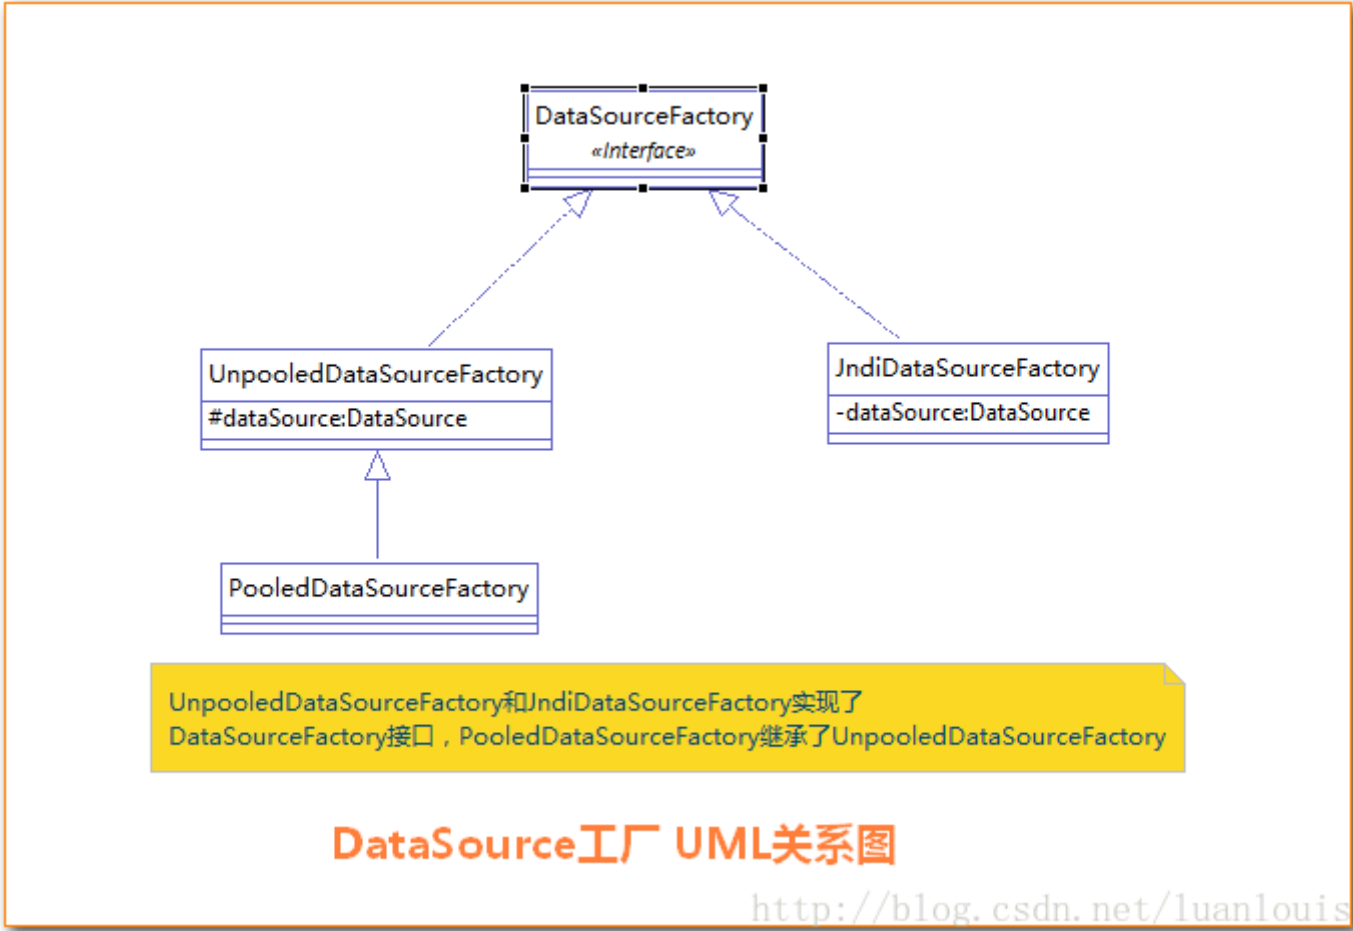 DataSourceFactory
«Interface»
UnpooledDataSourceFactory
#dataSource:DataSource
JndiDataSourceFactory
-dataSource:DataSource
PooledDataSourceFactory
UnpooledDataSourceFactory和JndiDataSourceFactory实现了
DataSourceFactory接口，PooledDataSourceFactory继承了UnpooledDataSourceFactory
DataSource工厂 UML关系图
http://blog.csdn.net/luanlouis